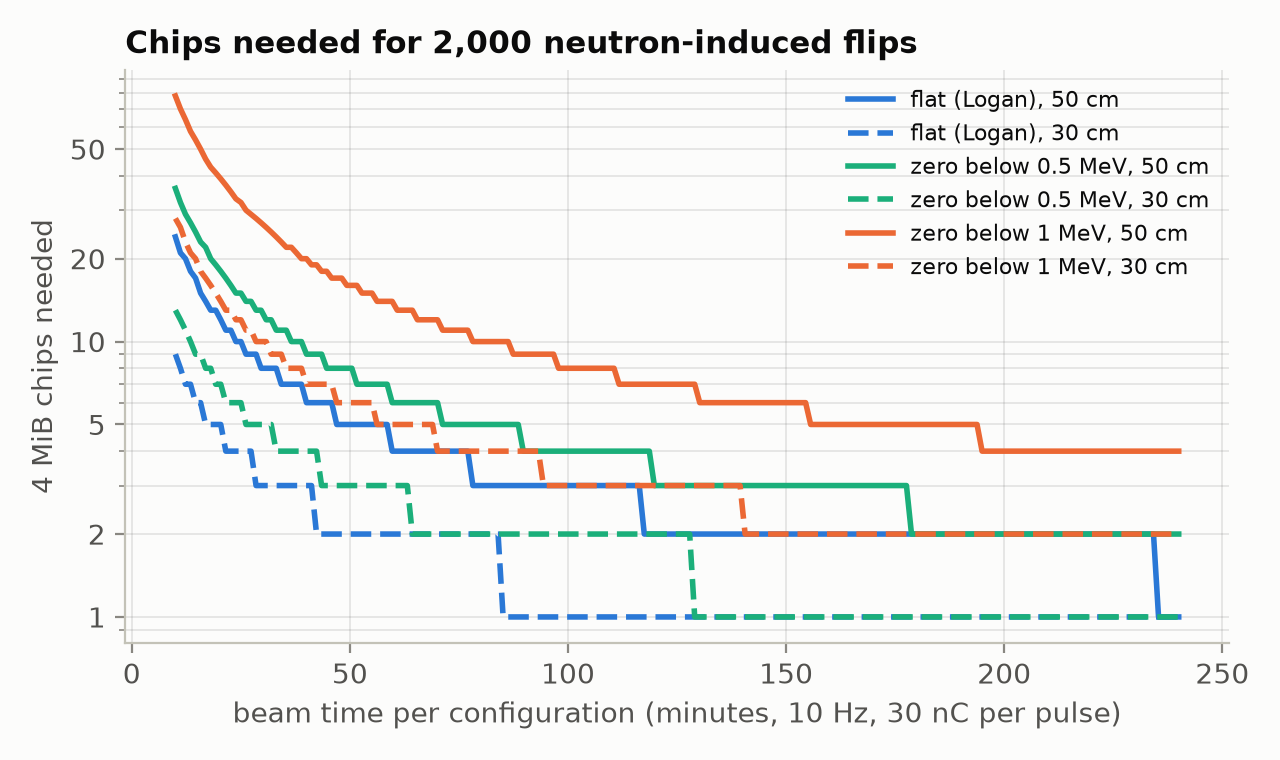 Chips needed for 2,000 neutron-induced flips
4 MiB chips needed
50
20
10
5
2
1
flat (Logan), 50 cm
flat (Logan), 30 cm
zero below 0.5 MeV, 50 cm
zero below 0.5 MeV, 30 cm
zero below 1 MeV, 50 cm
zero below 1 MeV, 30 cm
0 50 100 150 200 250
beam time per configuration (minutes, 10 Hz, 30 nC per pulse)